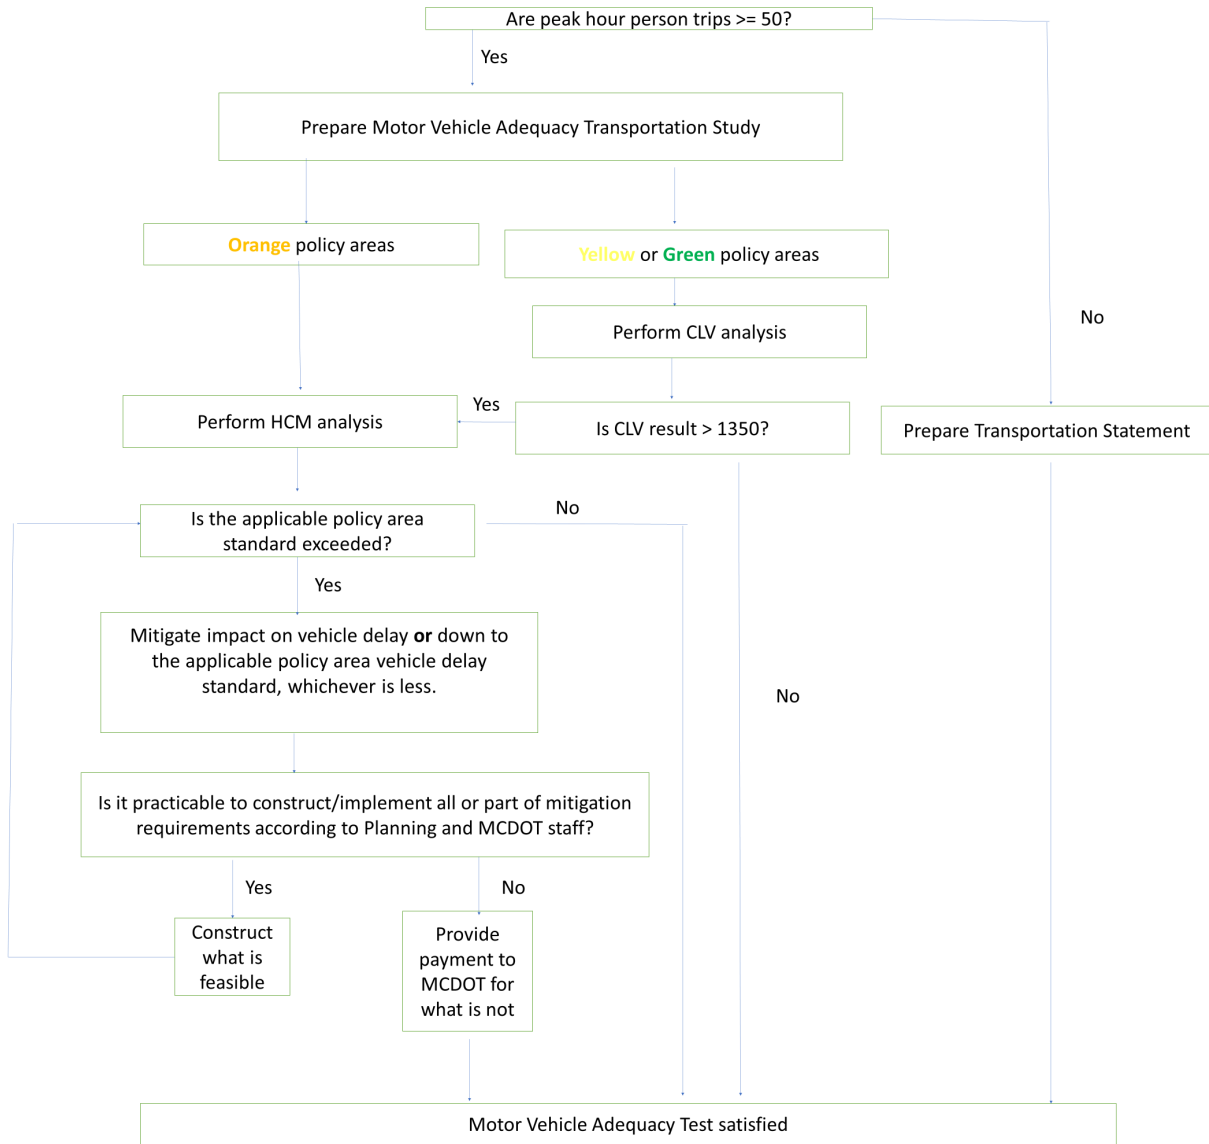 Are peak hour person trips >= 50?
Yes
Prepare Motor Vehicle Adequacy Transportation Study
Orange policy areas
Yellow or Green policy areas
Perform CLV analysis
No
Perform HCM analysis
Yes
Is CLV result > 1350?
Prepare Transportation Statement
Is the applicable policy area
standard exceeded?
No
Yes
Mitigate impact on vehicle delay or down to
the applicable policy area vehicle delay
standard, whichever is less.
No
Is it practicable to construct/implement all or part of mitigation
requirements according to Planning and MCDOT staff?
Yes
No
Construct
what is
feasible
Provide
payment to
MCDOT for
what is not
Motor Vehicle Adequacy Test satisfied